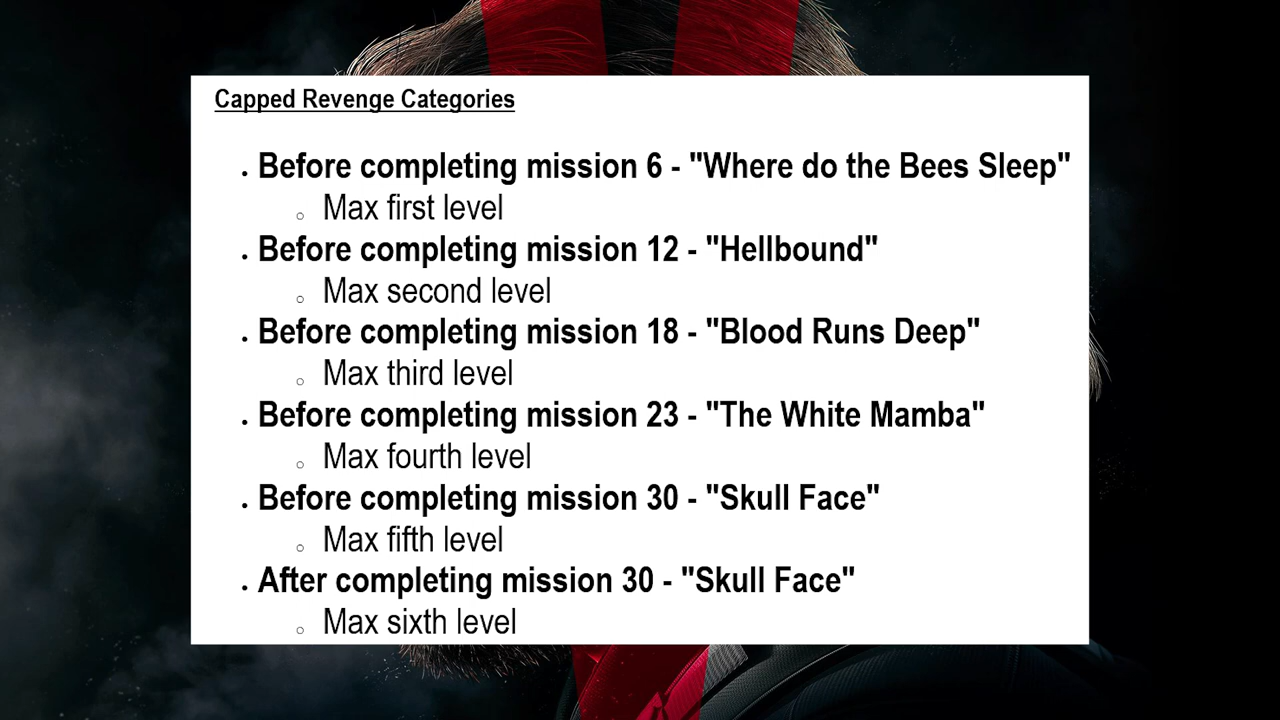 Capped Revenge Categories
• Before completing mission 6 - "Where do the Bees Sleep"
○ Max first level
• Before completing mission 12 - "Hellbound"
○ Max second level
• Before completing mission 18 - "Blood Runs Deep"
○ Max third level
• Before completing mission 23 - "The White Mamba"
○ Max fourth level
• Before completing mission 30 - "Skull Face"
○ Max fifth level
• After completing mission 30 - "Skull Face"
○ Max sixth level